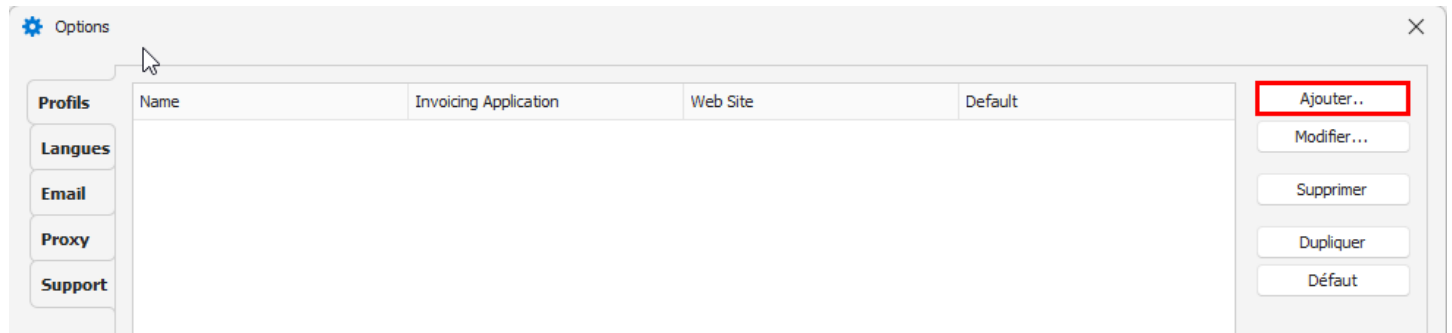 Options
Profils
Langues
Email
Proxy
Support
Name Invoicing Application Web Site Default
Ajouter..
Modifier...
Supprimer
Dupliquer
Défaut